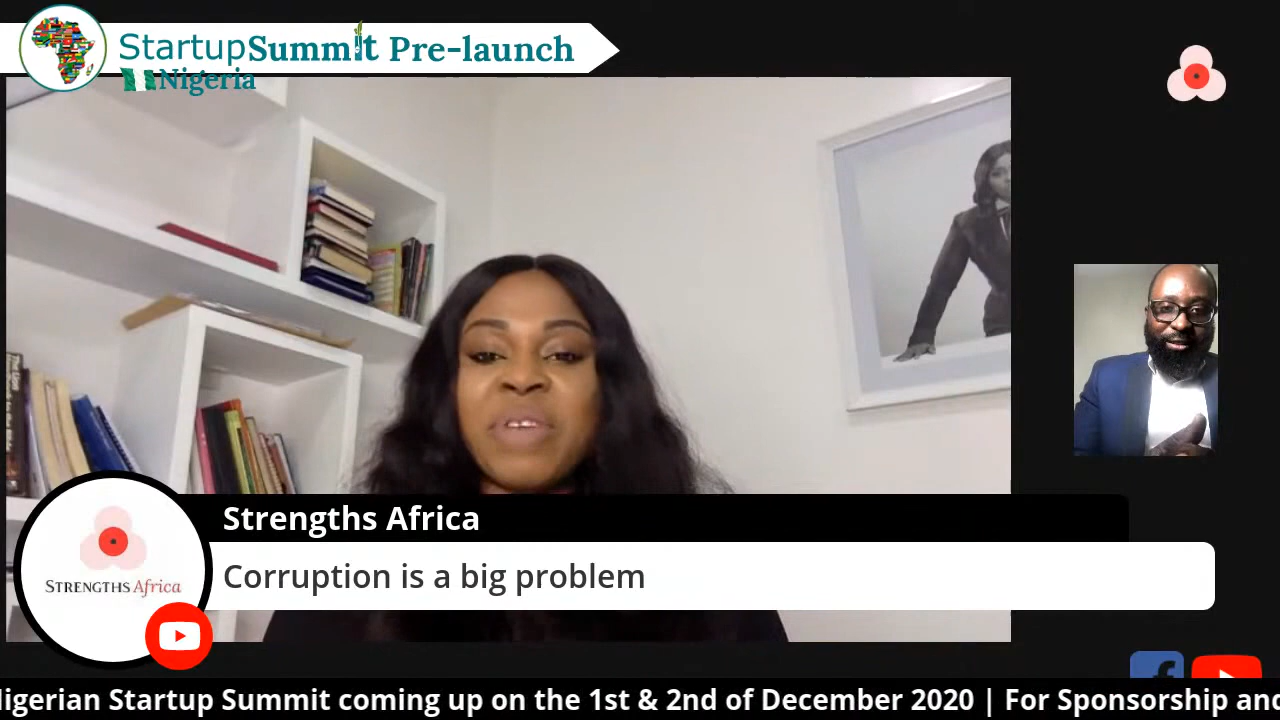 StartupSummit Pre-launch
Nigeria
Strengths Africa
Corruption is a big problem
STRENGTHS Africa
Nigerian Startup Summit coming up on the 1st & 2nd of December 2020 | For Sponsorship and